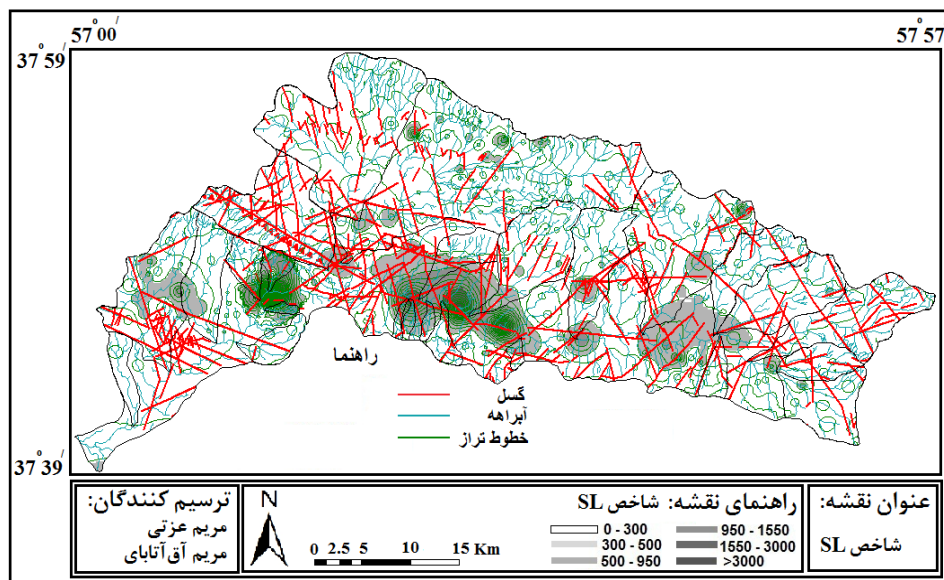 57°00/
57°57
37°59/
37°39/
راهنما
گسل
آبراهه
خطوط تراز
عنوان نقشه:
شاخص SL
راهنمای نقشه: شاخص SL
0 - 300
300 - 500
500 - 950
950 - 1550
1550 - 3000
>3000
N
0 2.5 5 10 15 Km
ترسیم کنندگان:
مریم عزتی
مریم آق‌آتابای